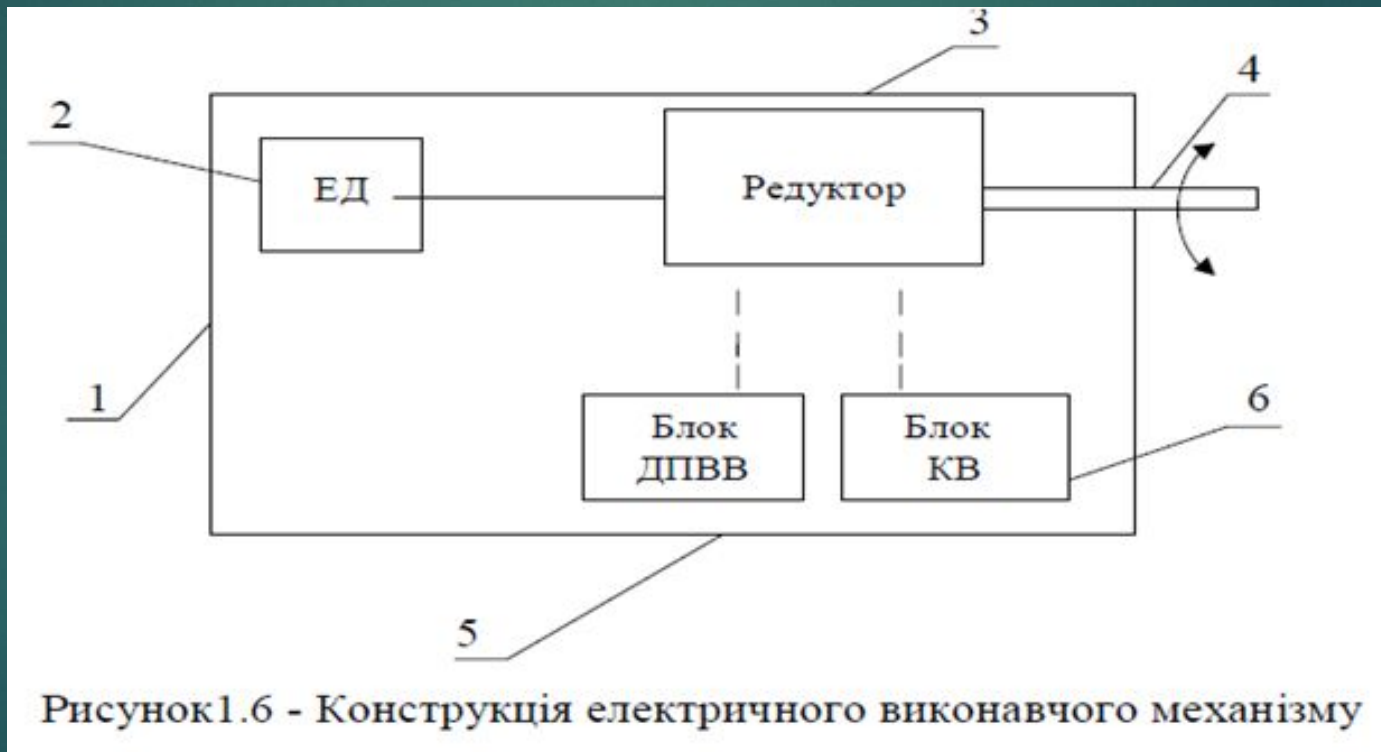 3
4
2
ЕД
Редуктор
1
Блок
ДПВВ
Блок
КВ
6
5
Рисунок1.6 - Конструкція електричного виконавчого механізму